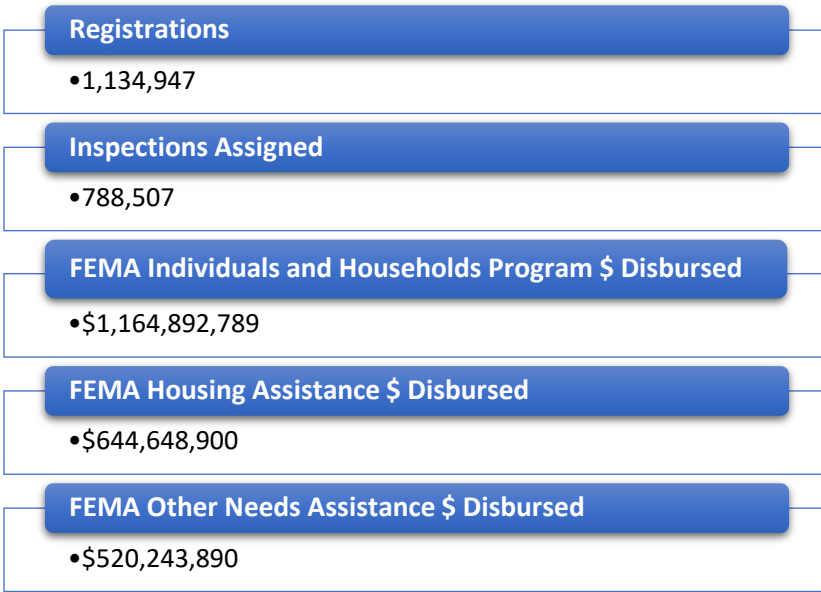 Registrations
•1,134,947
Inspections Assigned
•788,507
FEMA Individuals and Households Program $ Disbursed
•$1,164,892,789
FEMA Housing Assistance $ Disbursed
•$644,648,900
FEMA Other Needs Assistance $ Disbursed
•$520,243,890